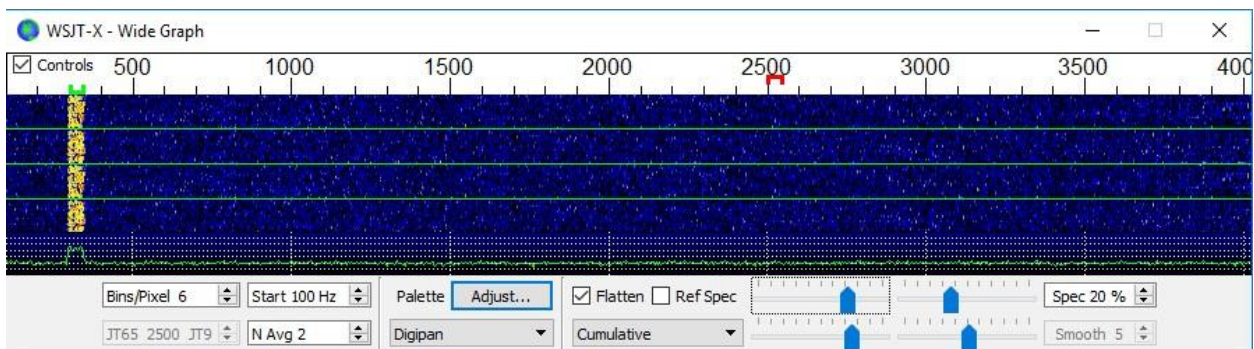 WSJT-X - Wide Graph
Controls 500 1000 1500 2000 2500 3000 3500 400
Bins/Pixel 6 Start 100 Hz Palette Adjust... Flatten Ref Spec Spec 20 %
JT65 2500 JT9 N Avg 2 Digipan Cumulative Smooth 5